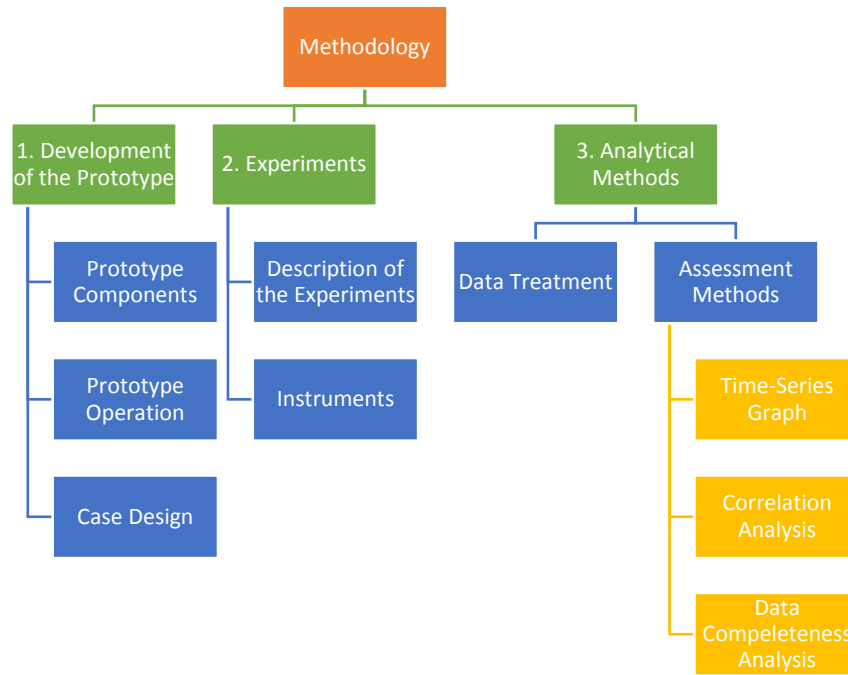 Methodology
1. Development
of the Prototype
2. Experiments
3. Analytical
Methods
Prototype
Components
Description of
the Experiments
Data Treatment
Assessment
Methods
Prototype
Operation
Instruments
Time-Series
Graph
Case Design
Correlation
Analysis
Data
Compeleteness
Analysis